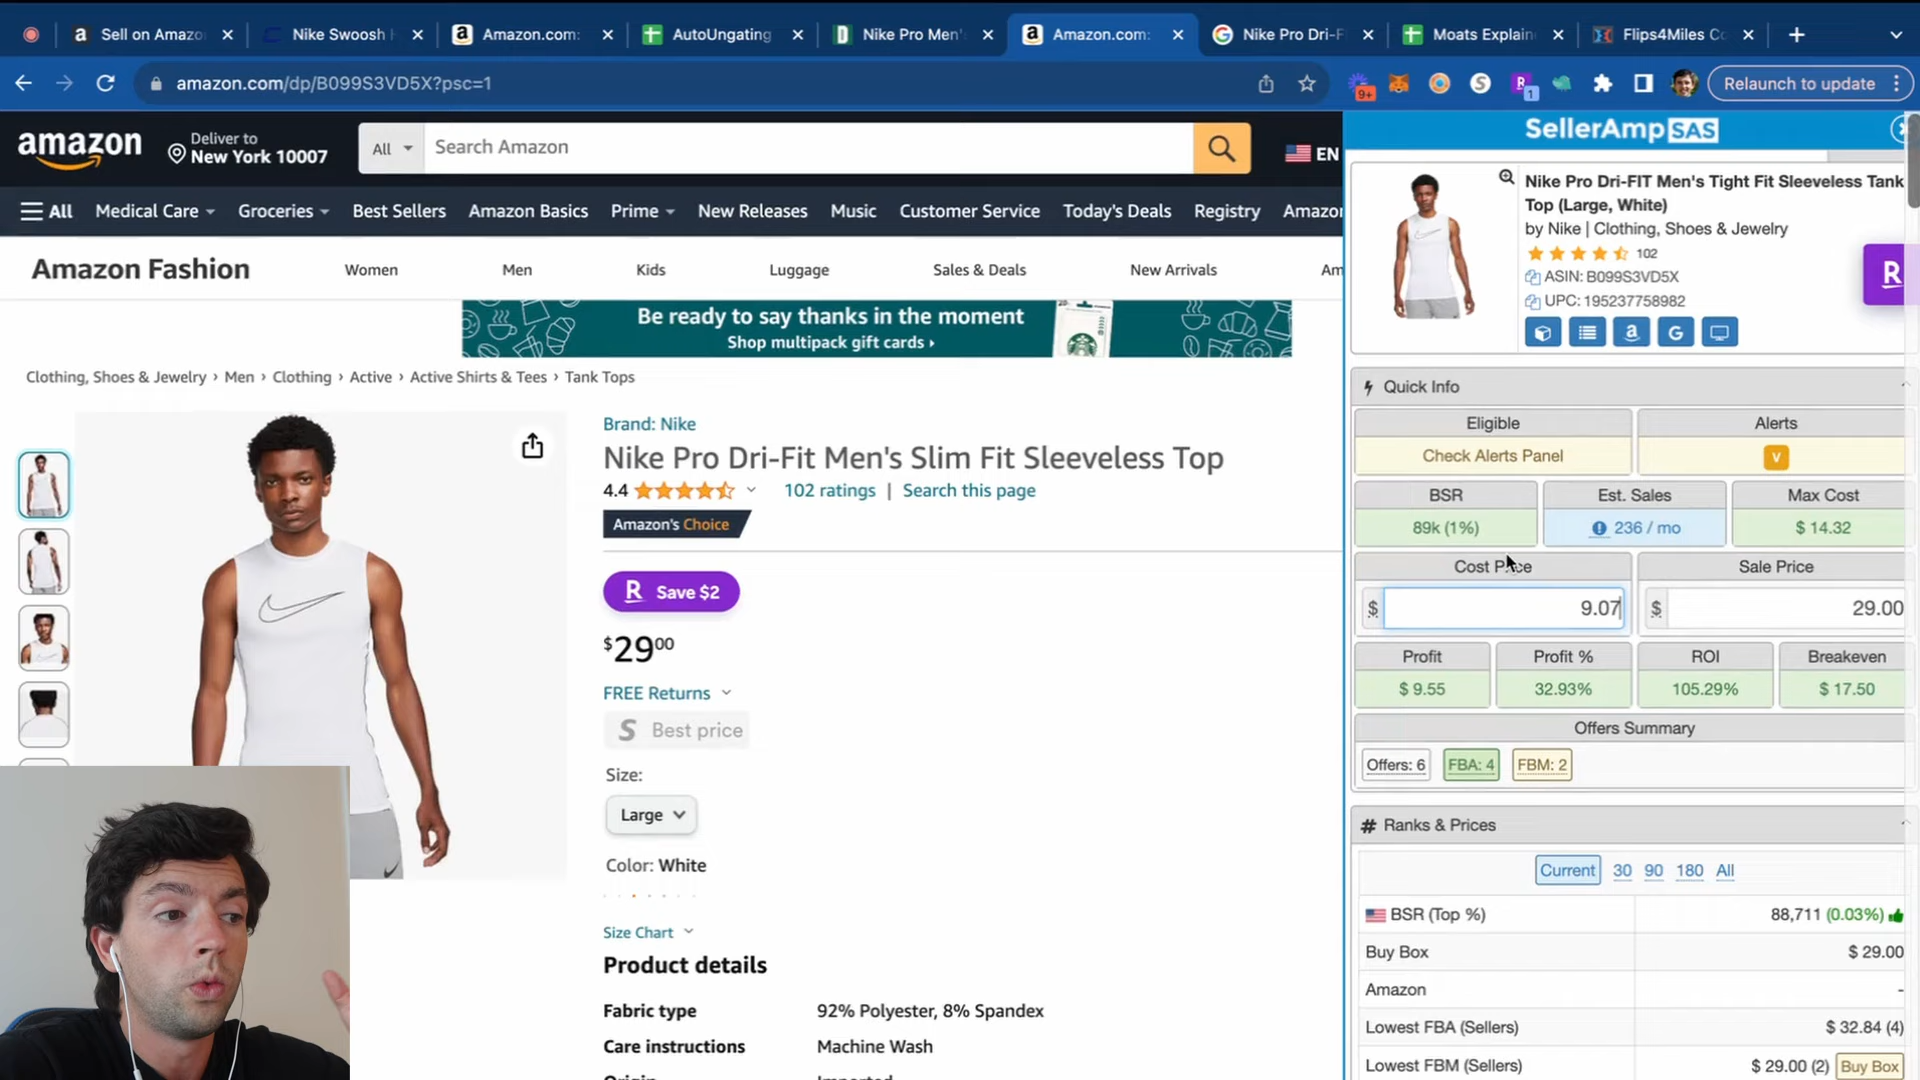 Sell on Amazo
Nike Swoosh H
Amazon.com:
AutoUngating
Nike Pro Men'
Amazon.com:
Nike Pro Dri-F
Moats Explain
Flips4Miles Co
amazon.com/dp/B099S3VD5X?psc=1
9+
1
Relaunch to update
amazon
Deliver to
New York 10007
All
Search Amazon
EN
All
Medical Care
Groceries
Best Sellers
Amazon Basics
Prime
New Releases
Music
Customer Service
Today's Deals
Registry
Amazon
Amazon Fashion
Women
Men
Kids
Luggage
Sales & Deals
New Arrivals
Am
Be ready to say thanks in the moment
Shop multipack gift cards ›
Clothing, Shoes & Jewelry › Men › Clothing › Active › Active Shirts & Tees › Tank Tops
Brand: Nike
Nike Pro Dri-Fit Men's Slim Fit Sleeveless Top
4.4
102 ratings | Search this page
Amazon's Choice
R Save $2
$29 00
FREE Returns
S Best price
Size:
Large
Color: White
Size Chart
Product details
Fabric type 92% Polyester, 8% Spandex
Care instructions Machine Wash
Origin Imported
SellerAmp SAS
Nike Pro Dri-FIT Men's Tight Fit Sleeveless Tank
Top (Large, White)
by Nike | Clothing, Shoes & Jewelry
102
ASIN: B099S3VD5X
UPC: 195237758982
R
Quick Info
Eligible
Alerts
Check Alerts Panel
V
BSR
Est. Sales
Max Cost
89k (1%)
236 / mo
$ 14.32
Cost Price
Sale Price
$ 9.07
$ 29.00
Profit
Profit %
ROI
Breakeven
$ 9.55
32.93%
105.29%
$ 17.50
Offers Summary
Offers: 6
FBA: 4
FBM: 2
# Ranks & Prices
Current 30 90 180 All
BSR (Top %) 88,711 (0.03%)
Buy Box $ 29.00
Amazon -
Lowest FBA (Sellers) $ 32.84 (4)
Lowest FBM (Sellers) $ 29.00 (2) Buy Box